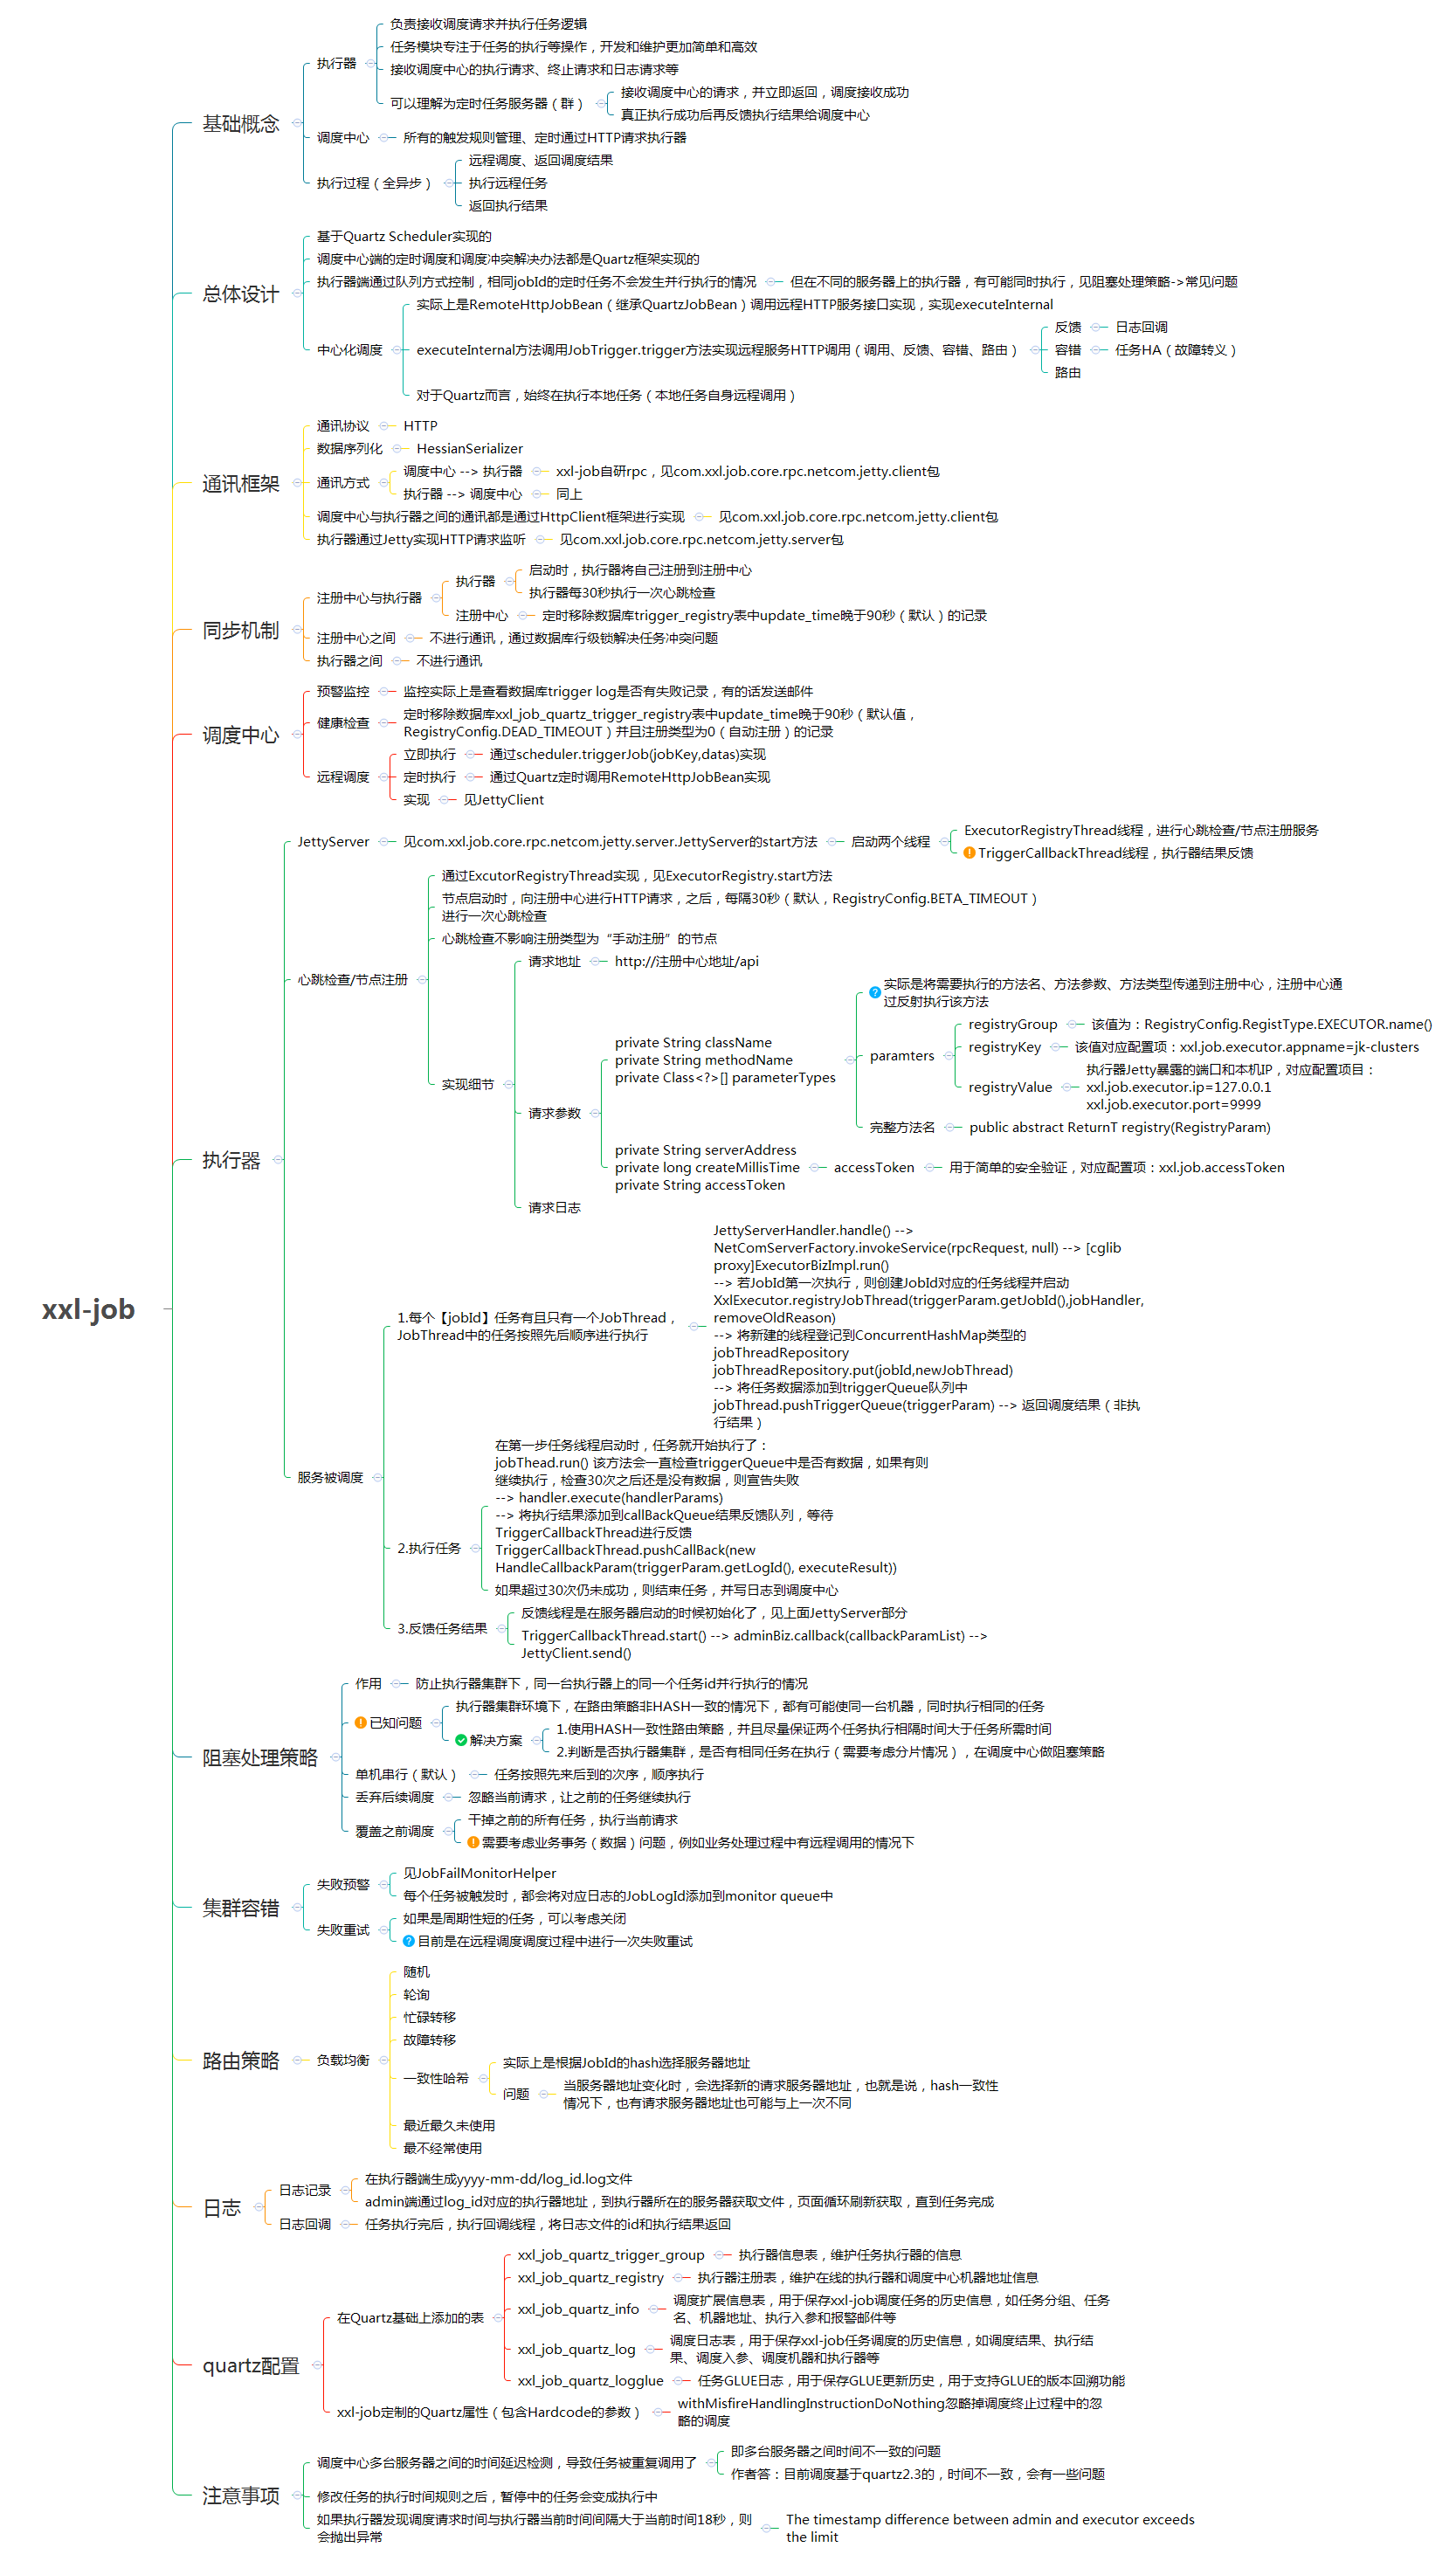 xxl-job
基础概念
执行器
负责接收调度请求并执行任务逻辑
任务模块专注于任务的执行等操作，开发和维护更加简单和高效
接收调度中心的执行请求、终止请求和日志请求等
可以理解为定时任务服务器（群）
接收调度中心的请求，并立即返回，调度接收成功
真正执行成功后再反馈执行结果给调度中心
调度中心
所有的触发规则管理、定时通过HTTP请求执行器
执行过程（全异步）
远程调度、返回调度结果
执行远程任务
返回执行结果
总体设计
基于Quartz Scheduler实现的
调度中心端的定时调度和调度冲突解决办法都是Quartz框架实现的
执行器端通过队列方式控制，相同jobId的定时任务不会发生并行执行的情况
但在不同的服务器上的执行器，有可能同时执行，见阻塞处理策略->常见问题
中心化调度
实际上是RemoteHttpJobBean（继承QuartzJobBean）调用远程HTTP服务接口实现，实现executeInternal
executeInternal方法调用JobTrigger.trigger方法实现远程服务HTTP调用（调用、反馈、容错、路由）
反馈
日志回调
容错
任务HA（故障转义）
路由
对于Quartz而言，始终在执行本地任务（本地任务自身远程调用）
通讯框架
通讯协议
HTTP
数据序列化
HessianSerializer
通讯方式
调度中心 --> 执行器
xxl-job自研rpc，见com.xxl.job.core.rpc.netcom.jetty.client包
执行器 --> 调度中心
同上
调度中心与执行器之间的通讯都是通过HttpClient框架进行实现
见com.xxl.job.core.rpc.netcom.jetty.client包
执行器通过Jetty实现HTTP请求监听
见com.xxl.job.core.rpc.netcom.jetty.server包
同步机制
注册中心与执行器
执行器
启动时，执行器将自己注册到注册中心
执行器每30秒执行一次心跳检查
注册中心
定时移除数据库trigger_registry表中update_time晚于90秒（默认）的记录
注册中心之间
不进行通讯，通过数据库行级锁解决任务冲突问题
执行器之间
不进行通讯
调度中心
预警监控
监控实际上是查看数据库trigger log是否有失败记录，有的话发送邮件
健康检查
定时移除数据库xxl_job_quartz_trigger_registry表中update_time晚于90秒（默认值，
RegistryConfig.DEAD_TIMEOUT）并且注册类型为0（自动注册）的记录
远程调度
立即执行
通过scheduler.triggerJob(jobKey,datas)实现
定时执行
通过Quartz定时调用RemoteHttpJobBean实现
实现
见JettyClient
执行器
JettyServer
见com.xxl.job.core.rpc.netcom.jetty.server.JettyServer的start方法
启动两个线程
ExecutorRegistryThread线程，进行心跳检查/节点注册服务
TriggerCallbackThread线程，执行器结果反馈
心跳检查/节点注册
通过ExcutorRegistryThread实现，见ExecutorRegistry.start方法
节点启动时，向注册中心进行HTTP请求，之后，每隔30秒（默认，RegistryConfig.BETA_TIMEOUT）
进行一次心跳检查
心跳检查不影响注册类型为“手动注册”的节点
实现细节
请求地址
http://注册中心地址/api
请求参数
private String className
private String methodName
private Class<?>[] parameterTypes
实际是将需要执行的方法名、方法参数、方法类型传递到注册中心，注册中心通
过反射执行该方法
paramters
registryGroup
该值为：RegistryConfig.RegistType.EXECUTOR.name()
registryKey
该值对应配置项：xxl.job.executor.appname=jk-clusters
registryValue
执行器Jetty暴露的端口和本机IP，对应配置项目：
xxl.job.executor.ip=127.0.0.1
xxl.job.executor.port=9999
完整方法名
public abstract ReturnT registry(RegistryParam)
private String serverAddress
private long createMillisTime
private String accessToken
accessToken
用于简单的安全验证，对应配置项：xxl.job.accessToken
请求日志
服务被调度
1.每个【jobId】任务有且只有一个JobThread，
JobThread中的任务按照先后顺序进行执行
JettyServerHandler.handle() -->
NetComServerFactory.invokeService(rpcRequest, null) --> [cglib
proxy]ExecutorBizImpl.run()
--> 若JobId第一次执行，则创建JobId对应的任务线程并启动
XxlExecutor.registryJobThread(triggerParam.getJobId(),jobHandler,
removeOldReason)
--> 将新建的线程登记到ConcurrentHashMap类型的
jobThreadRepository
jobThreadRepository.put(jobId,newJobThread)
--> 将任务数据添加到triggerQueue队列中
jobThread.pushTriggerQueue(triggerParam) --> 返回调度结果（非执
行结果）
2.执行任务
在第一步任务线程启动时，任务就开始执行了：
jobThead.run() 该方法会一直检查triggerQueue中是否有数据，如果有则
继续执行，检查30次之后还是没有数据，则宣告失败
--> handler.execute(handlerParams)
--> 将执行结果添加到callBackQueue结果反馈队列，等待
TriggerCallbackThread进行反馈
TriggerCallbackThread.pushCallBack(new
HandleCallbackParam(triggerParam.getLogId(), executeResult))
如果超过30次仍未成功，则结束任务，并写日志到调度中心
3.反馈任务结果
反馈线程是在服务器启动的时候初始化了，见上面JettyServer部分
TriggerCallbackThread.start() --> adminBiz.callback(callbackParamList) -->
JettyClient.send()
阻塞处理策略
作用
防止执行器集群下，同一台执行器上的同一个任务id并行执行的情况
已知问题
执行器集群环境下，在路由策略非HASH一致的情况下，都有可能使同一台机器，同时执行相同的任务
解决方案
1.使用HASH一致性路由策略，并且尽量保证两个任务执行相隔时间大于任务所需时间
2.判断是否执行器集群，是否有相同任务在执行（需要考虑分片情况），在调度中心做阻塞策略
单机串行（默认）
任务按照先来后到的次序，顺序执行
丢弃后续调度
忽略当前请求，让之前的任务继续执行
覆盖之前调度
干掉之前的所有任务，执行当前请求
需要考虑业务事务（数据）问题，例如业务处理过程中有远程调用的情况下
集群容错
失败预警
见JobFailMonitorHelper
每个任务被触发时，都会将对应日志的JobLogId添加到monitor queue中
失败重试
如果是周期性短的任务，可以考虑关闭
目前是在远程调度调度过程中进行一次失败重试
路由策略
负载均衡
随机
轮询
忙碌转移
故障转移
一致性哈希
实际上是根据JobId的hash选择服务器地址
问题
当服务器地址变化时，会选择新的请求服务器地址，也就是说，hash一致性
情况下，也有请求服务器地址也可能与上一次不同
最近最久未使用
最不经常使用
日志
日志记录
在执行器端生成yyyy-mm-dd/log_id.log文件
admin端通过log_id对应的执行器地址，到执行器所在的服务器获取文件，页面循环刷新获取，直到任务完成
日志回调
任务执行完后，执行回调线程，将日志文件的id和执行结果返回
quartz配置
在Quartz基础上添加的表
xxl_job_quartz_trigger_group
执行器信息表，维护任务执行器的信息
xxl_job_quartz_registry
执行器注册表，维护在线的执行器和调度中心机器地址信息
xxl_job_quartz_info
调度扩展信息表，用于保存xxl-job调度任务的历史信息，如任务分组、任务
名、机器地址、执行入参和报警邮件等
xxl_job_quartz_log
调度日志表，用于保存xxl-job任务调度的历史信息，如调度结果、执行结
果、调度入参、调度机器和执行器等
xxl_job_quartz_logglue
任务GLUE日志，用于保存GLUE更新历史，用于支持GLUE的版本回溯功能
xxl-job定制的Quartz属性（包含Hardcode的参数）
withMisfireHandlingInstructionDoNothing忽略掉调度终止过程中的忽
略的调度
注意事项
调度中心多台服务器之间的时间延迟检测，导致任务被重复调用了
即多台服务器之间时间不一致的问题
作者答：目前调度基于quartz2.3的，时间不一致，会有一些问题
修改任务的执行时间规则之后，暂停中的任务会变成执行中
如果执行器发现调度请求时间与执行器当前时间间隔大于当前时间18秒，则
会抛出异常
The timestamp difference between admin and executor exceeds
the limit